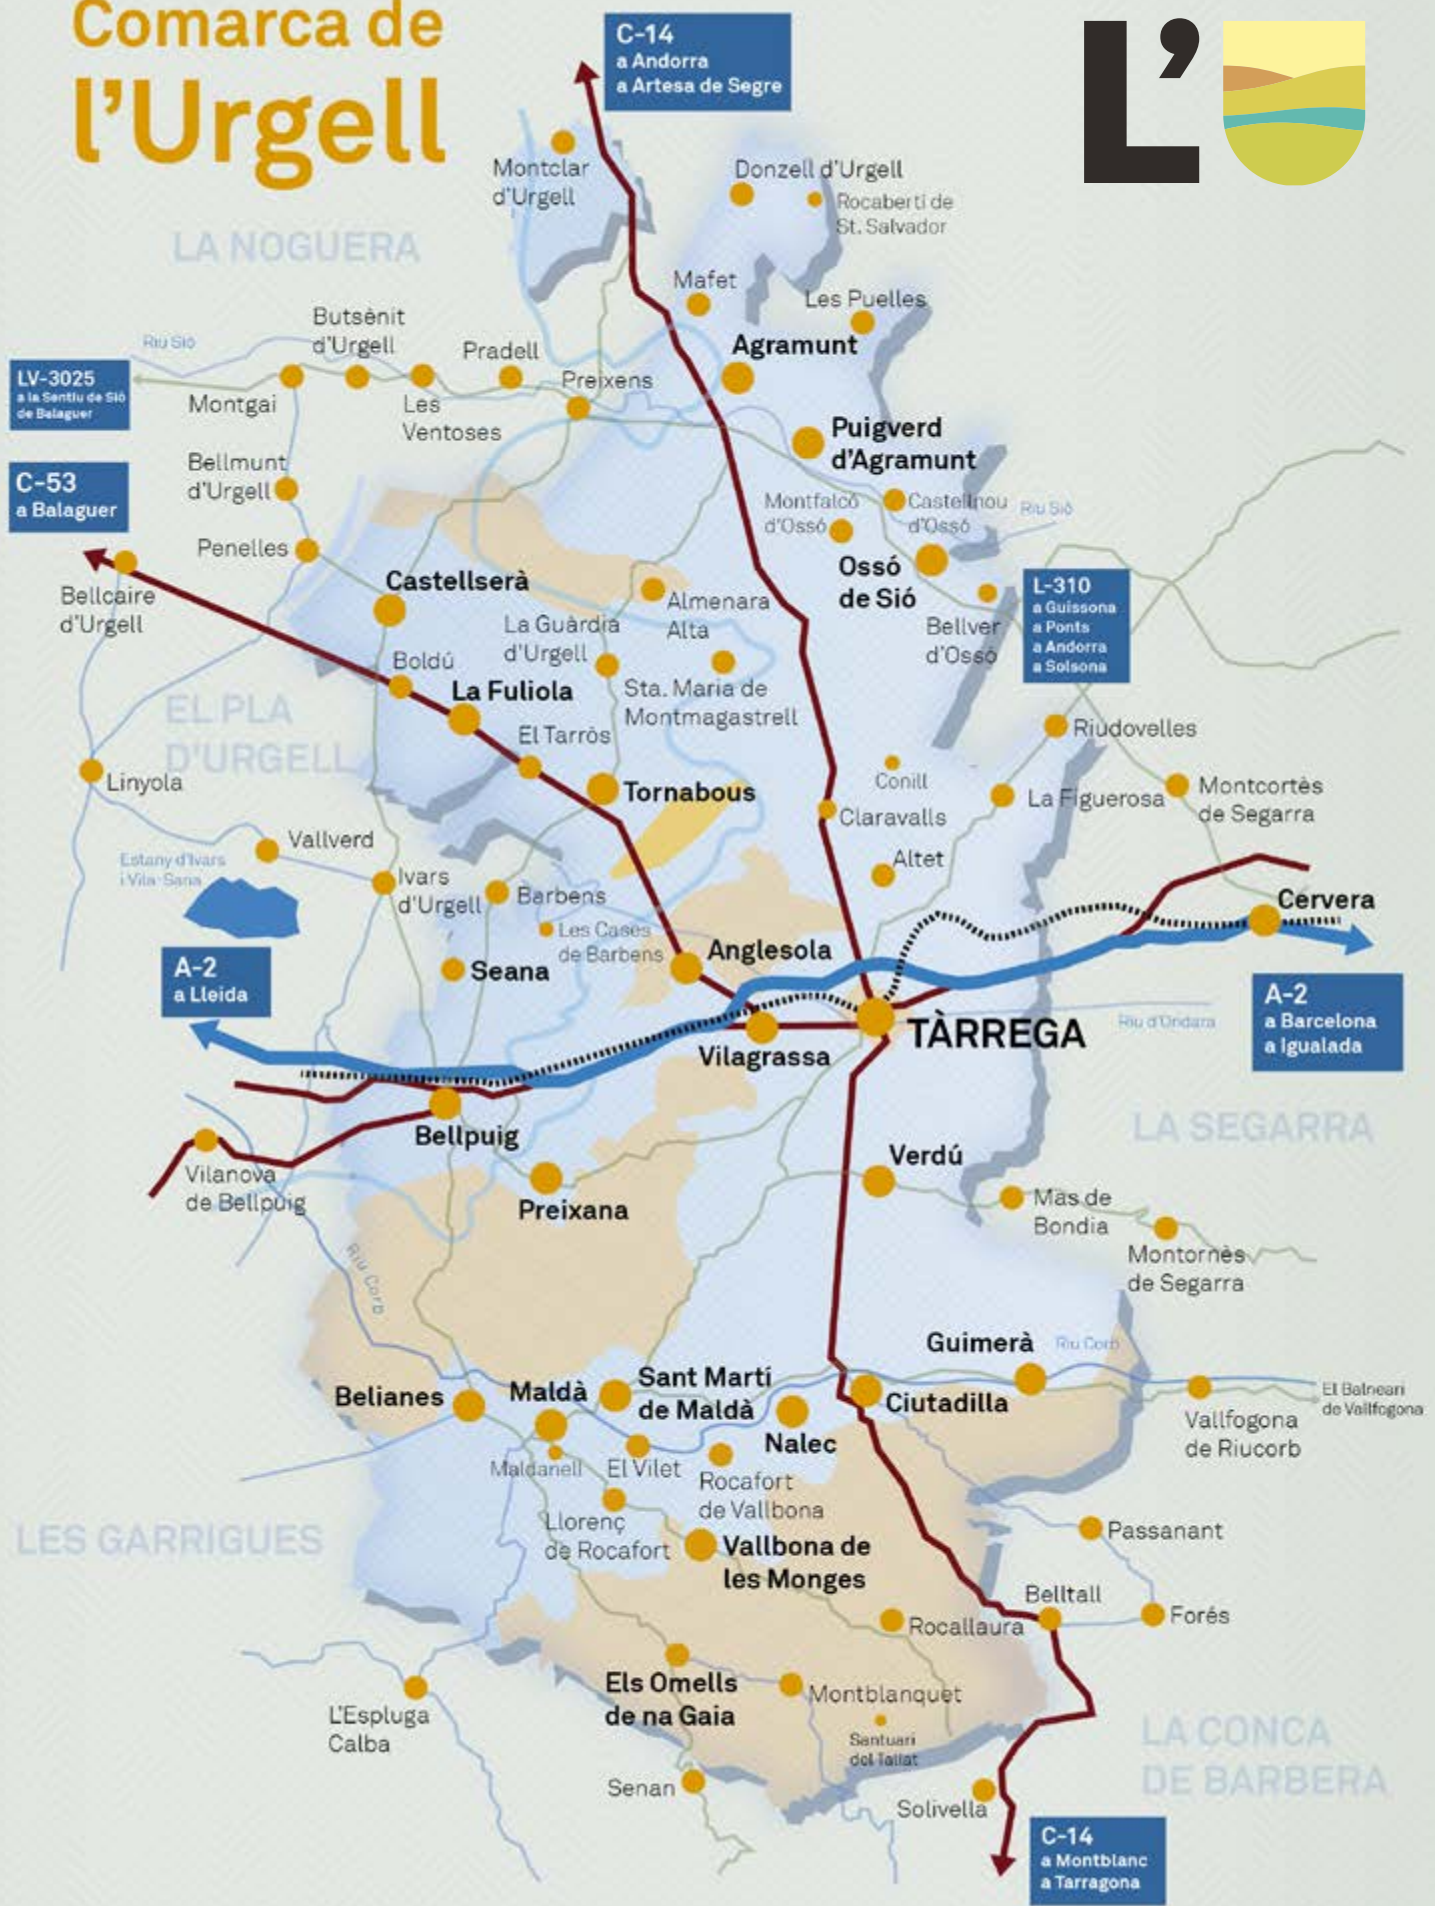 Comarca de
l'Urgell
C-14
a Andorra
a Artesa de Segre
L'
Montclar
d'Urgell
Donzell d'Urgell
Rocabertí de
St. Salvador
LA NOGUERA
Mafet
Les Puelles
Butsènit
d'Urgell
Riu Sió
Pradell
Agramunt
LV-3025
a la Sentiu de Sió
de Balaguer
Preixens
Montgai
Les
Ventoses
Puigverd
d'Agramunt
Bellmunt
d'Urgell
C-53
a Balaguer
Montfalcó
d'Ossó
Castellnou
d'Ossó
Riu Sió
Penelles
Ossó
de Sió
Castellserà
Bellcaire
d'Urgell
Almenara
Alta
L-310
a Guissona
a Ponts
a Andorra
a Solsona
La Guàrdia
d'Urgell
Bellver
d'Ossó
Boldú
La Fuliola
Sta. Maria de
Montmagastrell
EL PLA
D'URGELL
El Tarròs
Riudovelles
Linyola
Tornabous
Conill
La Figuerosa
Montcortès
de Segarra
Claravalls
Vallverd
Estany d'Ivars
i Vila-Sana
Altet
Ivars
d'Urgell
Barbens
Cervera
Les Cases
de Barbens
Anglesola
A-2
a Lleida
Seana
A-2
a Barcelona
a Igualada
TÀRREGA
Riu d'Ondara
Vilagrassa
Bellpuig
LA SEGARRA
Verdú
Vilanova
de Bellpuig
Preixana
Mas de
Bondia
Montornès
de Segarra
Riu Corb
Guimerà
Riu Corb
Belianes
Maldà
Sant Martí
de Maldà
Ciutadilla
El Balneari
de Vallfogona
Nalec
Vallfogona
de Riucorb
Maldanell
El Vilet
Rocafort
de Vallbona
LES GARRIGUES
Llorenç
de Rocafort
Passanant
Vallbona de
les Monges
Belltall
Forés
Rocallaura
Els Omells
de na Gaia
Montblanquet
L'Espluga
Calba
Santuari
del Tallat
LA CONCA
DE BARBERA
Senan
Solivella
C-14
a Montblanc
a Tarragona